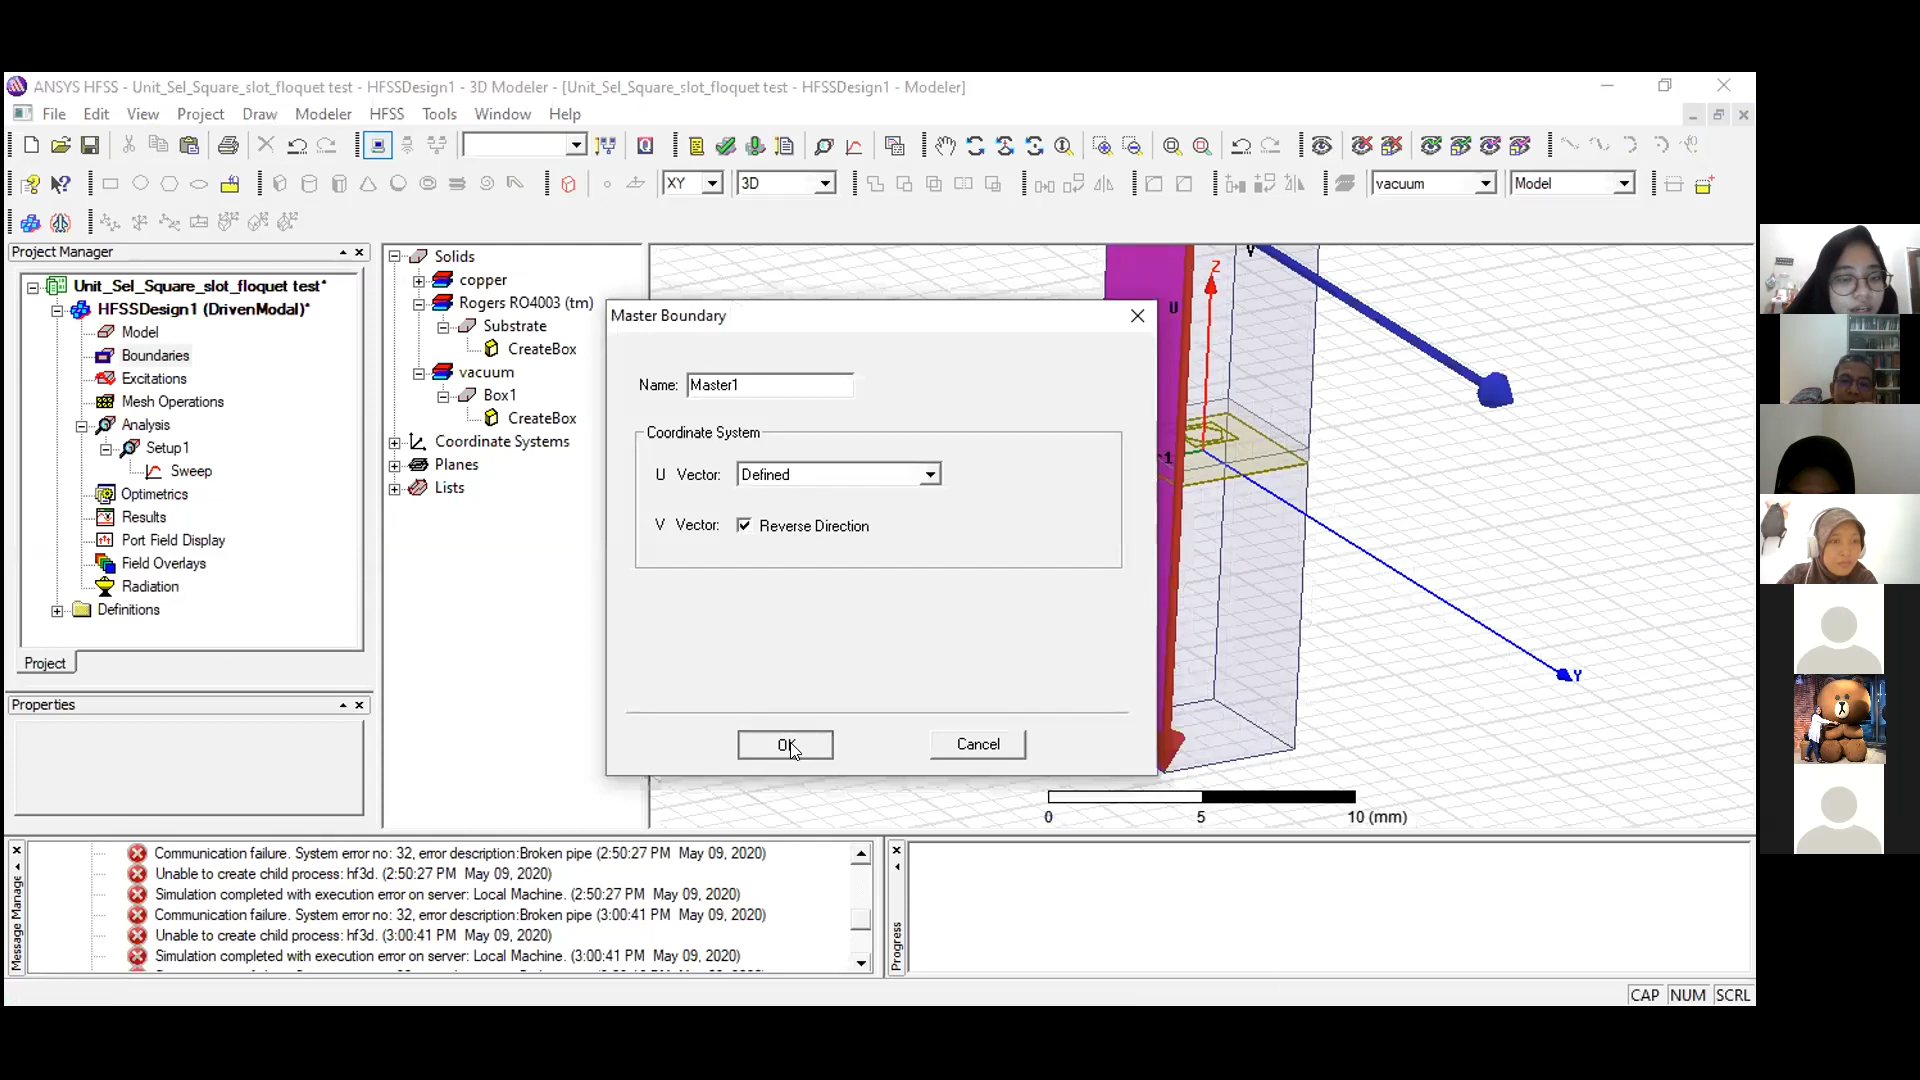 ANSYS HFSS - Unit_Sel_Square_slot_floquet test - HFSSDesign1 - 3D Modeler - [Unit_Sel_Square_slot_floquet test - HFSSDesign1 - Modeler]
File Edit View Project Draw Modeler HFSS Tools Window Help
XY 3D vacuum Model
Project Manager
Unit_Sel_Square_slot_floquet test*
HFSSDesign1 (DrivenModal)*
Model
Boundaries
Excitations
Mesh Operations
Analysis
Setup1
Sweep
Optimetrics
Results
Port Field Display
Field Overlays
Radiation
Definitions
Project
Properties
Solids
copper
Rogers RO4003 (tm)
Substrate
CreateBox
vacuum
Box1
CreateBox
Coordinate Systems
Planes
Lists
Master Boundary
Name: Master1
Coordinate System
U Vector: Defined
V Vector: Reverse Direction
OK Cancel
Z
U
Y
0 5 10 (mm)
Communication failure. System error no: 32, error description:Broken pipe (2:50:27 PM May 09, 2020)
Unable to create child process: hf3d. (2:50:27 PM May 09, 2020)
Simulation completed with execution error on server: Local Machine. (2:50:27 PM May 09, 2020)
Communication failure. System error no: 32, error description:Broken pipe (3:00:41 PM May 09, 2020)
Unable to create child process: hf3d. (3:00:41 PM May 09, 2020)
Simulation completed with execution error on server: Local Machine. (3:00:41 PM May 09, 2020)
Message Manage
Progress
CAP NUM SCRL